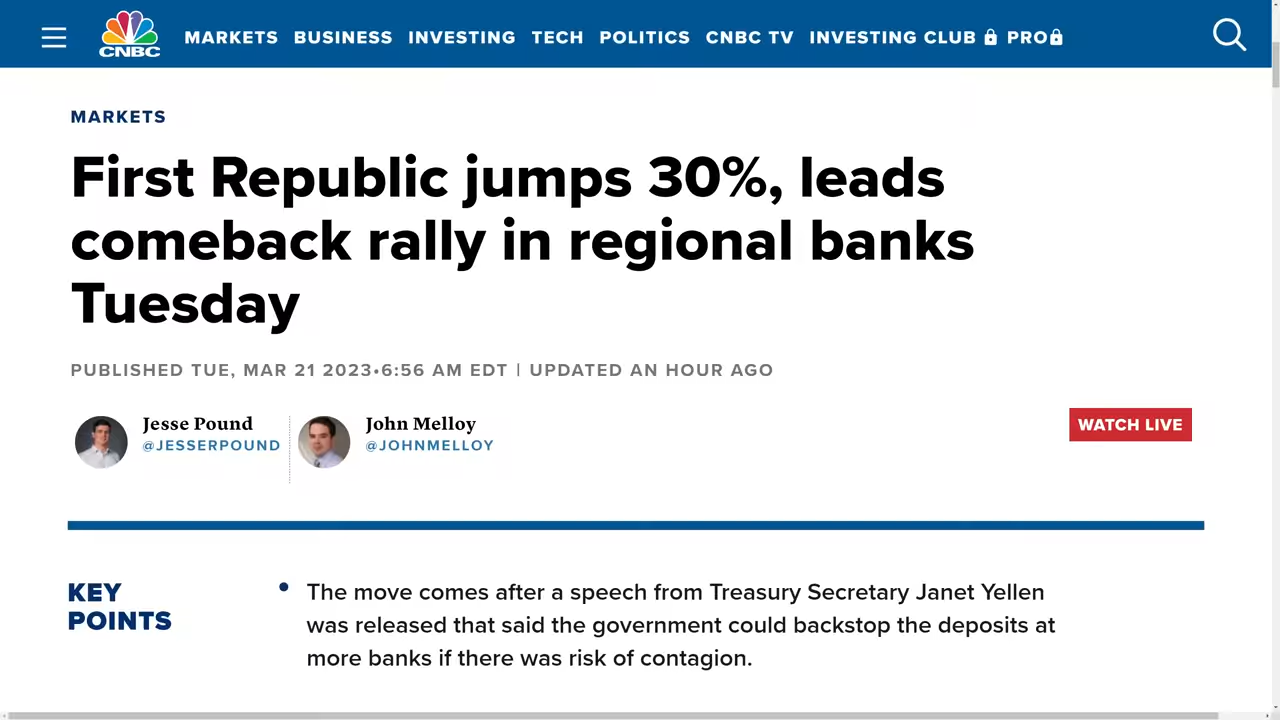 CNBC
MARKETS BUSINESS INVESTING TECH POLITICS CNBC TV INVESTING CLUB PRO
MARKETS
First Republic jumps 30%, leads
comeback rally in regional banks
Tuesday
PUBLISHED TUE, MAR 21 2023•6:56 AM EDT | UPDATED AN HOUR AGO
Jesse Pound
@JESSERPOUND
John Melloy
@JOHNMELLOY
WATCH LIVE
KEY
POINTS
• The move comes after a speech from Treasury Secretary Janet Yellen
was released that said the government could backstop the deposits at
more banks if there was risk of contagion.